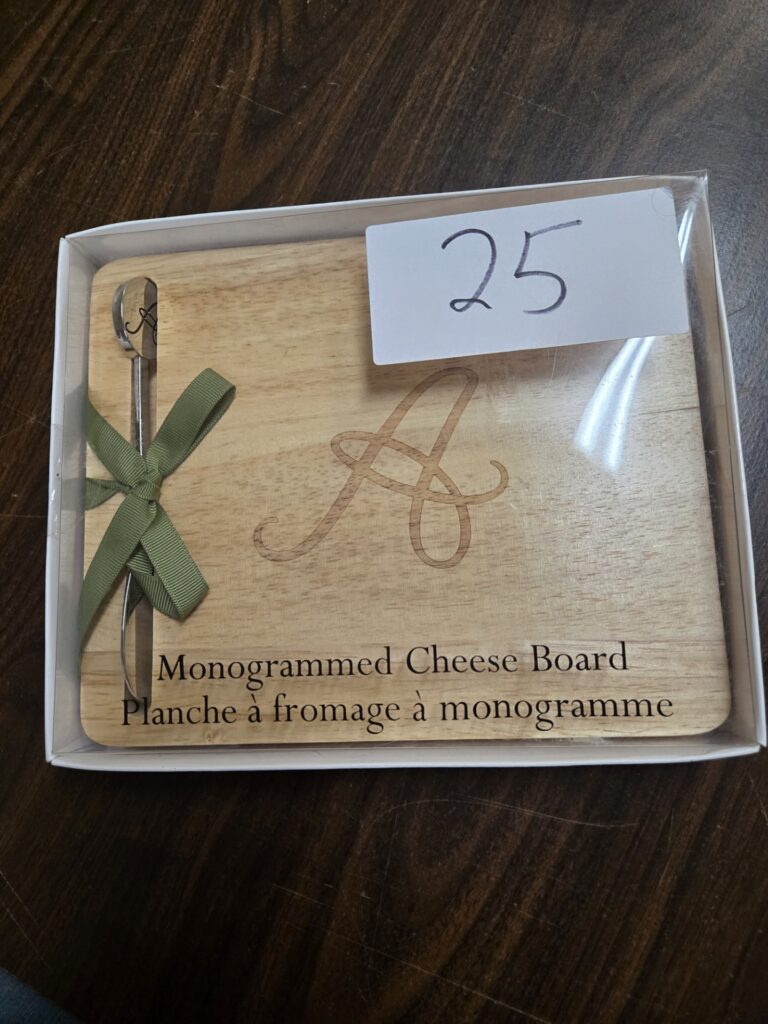 25
A
A
Monogrammed Cheese Board
Planche à fromage à monogramme